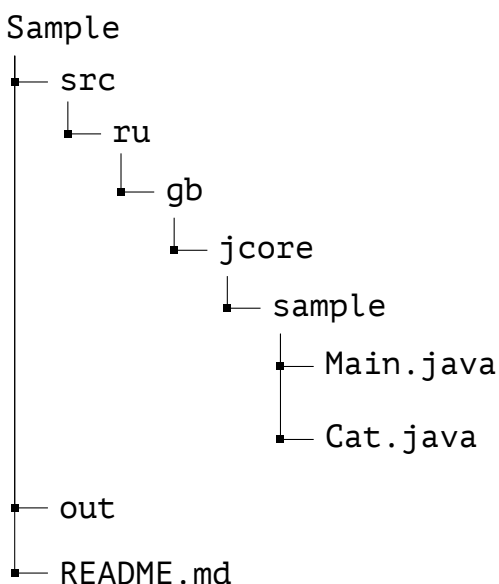 Sample
src
ru
gb
jcore
sample
Main.java
Cat.java
out
README.md